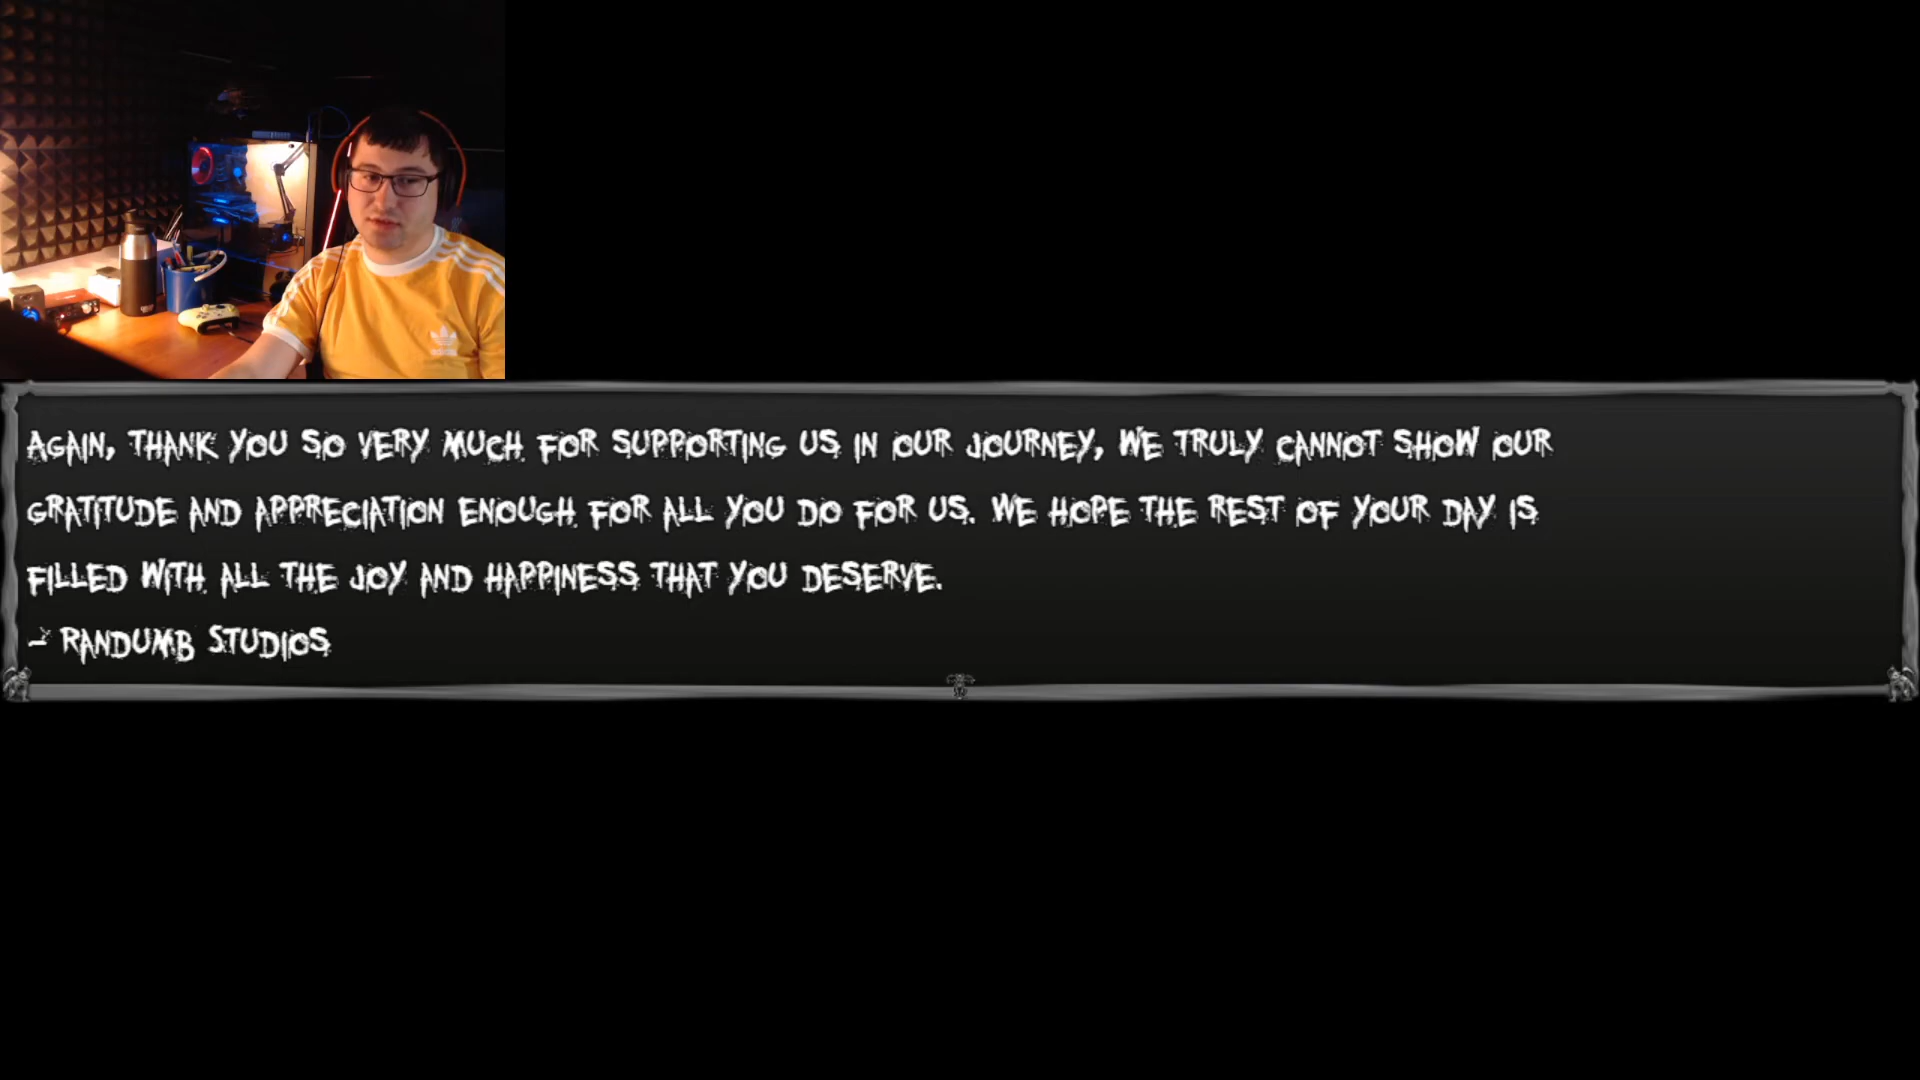 AGAIN, THANK YOU SO VERY MUCH FOR SUPPORTING US IN OUR JOURNEY, WE TRULY CANNOT SHOW OUR
GRATITUDE AND APPRECIATION ENOUGH FOR ALL YOU DO FOR US. WE HOPE THE REST OF YOUR DAY IS
FILLED WITH ALL THE JOY AND HAPPINESS THAT YOU DESERVE.
- RANDUMB STUDIOS